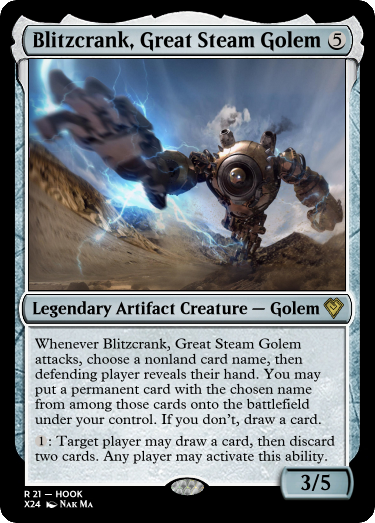 Blitzcrank, Great Steam Golem 5
Legendary Artifact Creature — Golem
Whenever Blitzcrank, Great Steam Golem
attacks, choose a nonland card name, then
defending player reveals their hand. You may
put a permanent card with the chosen name
from among those cards onto the battlefield
under your control. If you don't, draw a card.
1: Target player may draw a card, then discard
two cards. Any player may activate this ability.
3/5
R 21 — HOOK
X24 Nak Ma